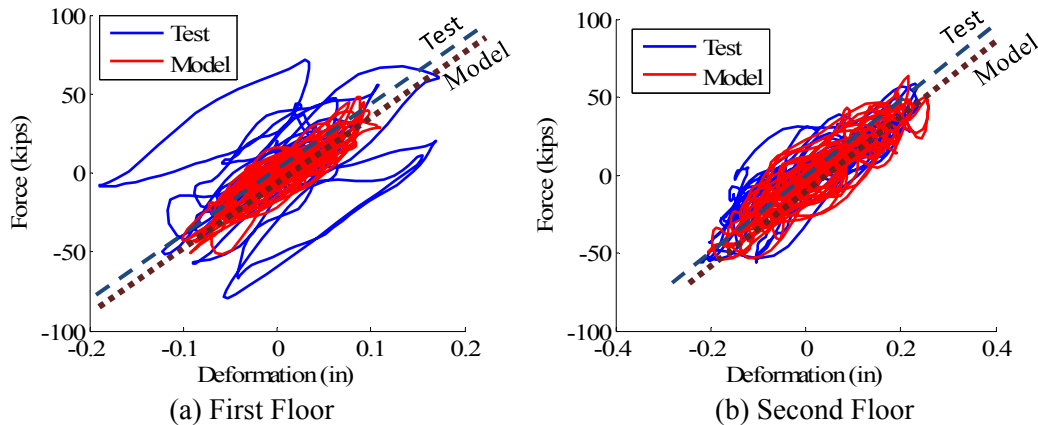 100
50
0
-50
-100
Force (kips)
Test
Model
Test
Model
-0.2
-0.1
0
0.1
0.2
Deformation (in)
(a) First Floor
100
50
0
-50
-100
Force (kips)
Test
Model
Test
Model
-0.4
-0.2
0
0.2
0.4
Deformation (in)
(b) Second Floor